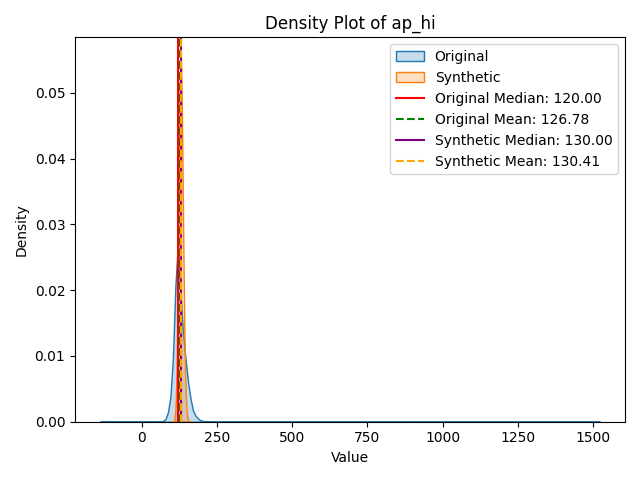 Density Plot of ap_hi
Original
Synthetic
Original Median: 120.00
Original Mean: 126.78
Synthetic Median: 130.00
Synthetic Mean: 130.41
Density
0.05
0.04
0.03
0.02
0.01
0.00
0
250
500
750
1000
1250
1500
Value